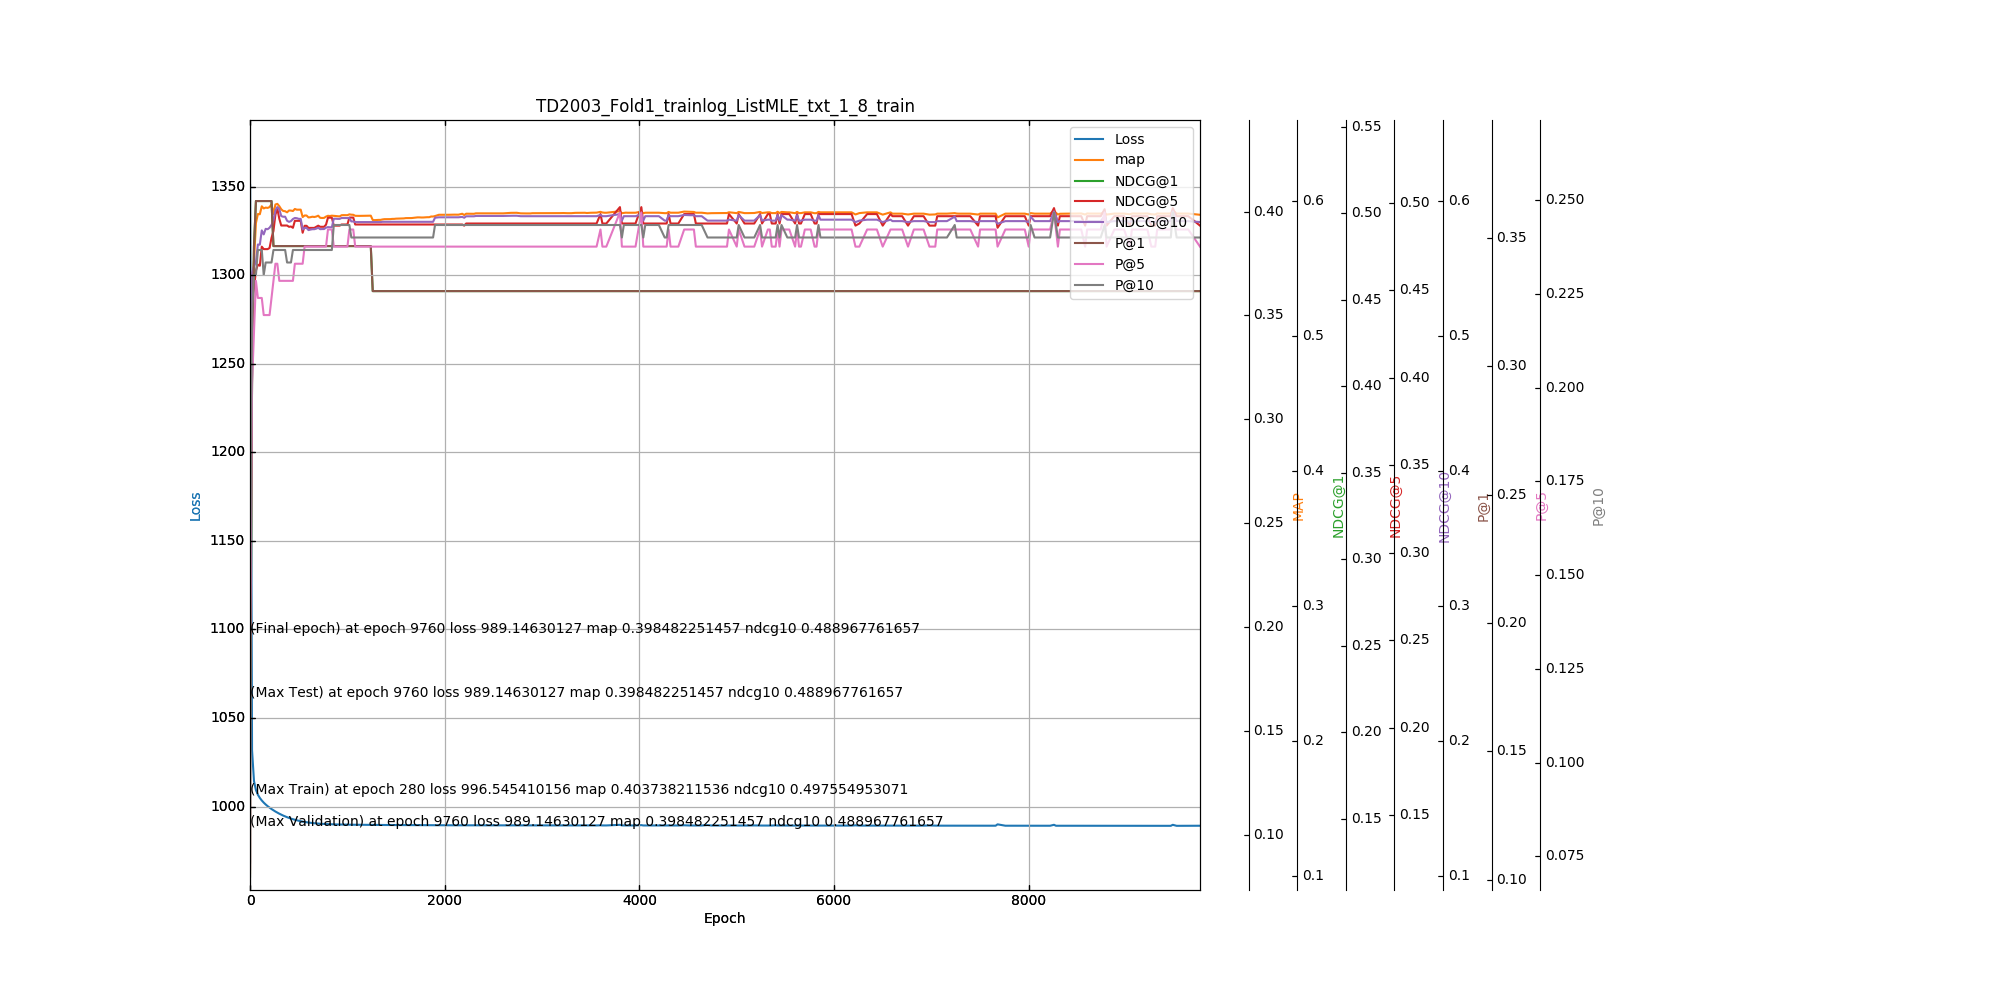 TD2003_Fold1_trainlog_ListMLE_txt_1_8_train
Loss
map
NDCG@1
NDCG@5
NDCG@10
P@1
P@5
P@10
1350
1300
1250
1200
1150
1100
1050
1000
Loss
(Final epoch) at epoch 9760 loss 989.14630127 map 0.398482251457 ndcg10 0.488967761657
(Max Test) at epoch 9760 loss 989.14630127 map 0.398482251457 ndcg10 0.488967761657
(Max Train) at epoch 280 loss 996.545410156 map 0.403738211536 ndcg10 0.497554953071
(Max Validation) at epoch 9760 loss 989.14630127 map 0.398482251457 ndcg10 0.488967761657
0 2000 4000 6000 8000
Epoch
0.40
0.35
0.30
0.25
0.20
0.15
0.10
MAP
0.6
0.5
0.4
0.3
0.2
0.1
NDCG@1
0.55
0.50
0.45
0.40
0.35
0.30
0.25
0.20
0.15
NDCG@5
0.50
0.45
0.40
0.35
0.30
0.25
0.20
0.15
NDCG@10
0.6
0.5
0.4
0.3
0.2
0.1
P@1
0.35
0.30
0.25
0.20
0.15
0.10
P@5
0.250
0.225
0.200
0.175
0.150
0.125
0.100
0.075
P@10